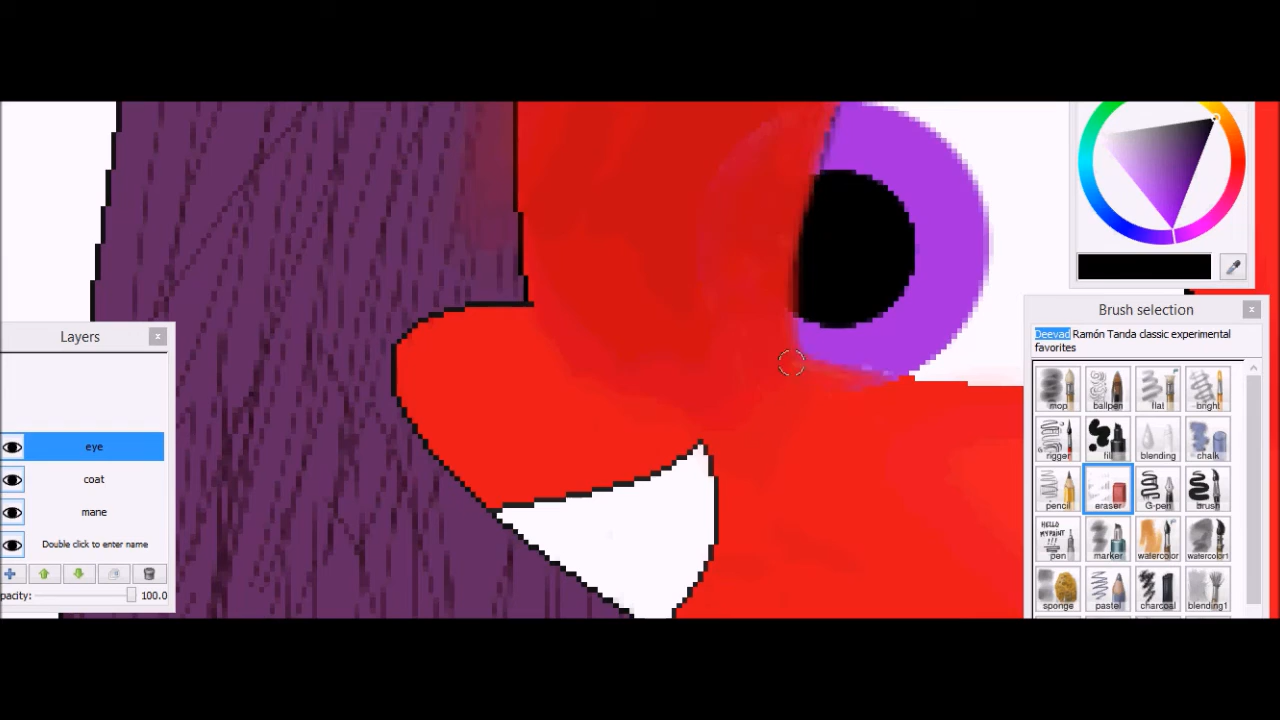 Layers
eye
coat
mane
Double click to enter name
pacity:
100.0
Brush selection
Deevad Ramón Tanda classic experimental
favorites
mop
ballpen
flat
bright
rigger
fil
blending
chalk
pencil
eraser
G-pen
brush
HELLO
MYPAINT
!!!
pen
marker
watercolor
watercolor1
sponge
pastel
charcoal
blending1